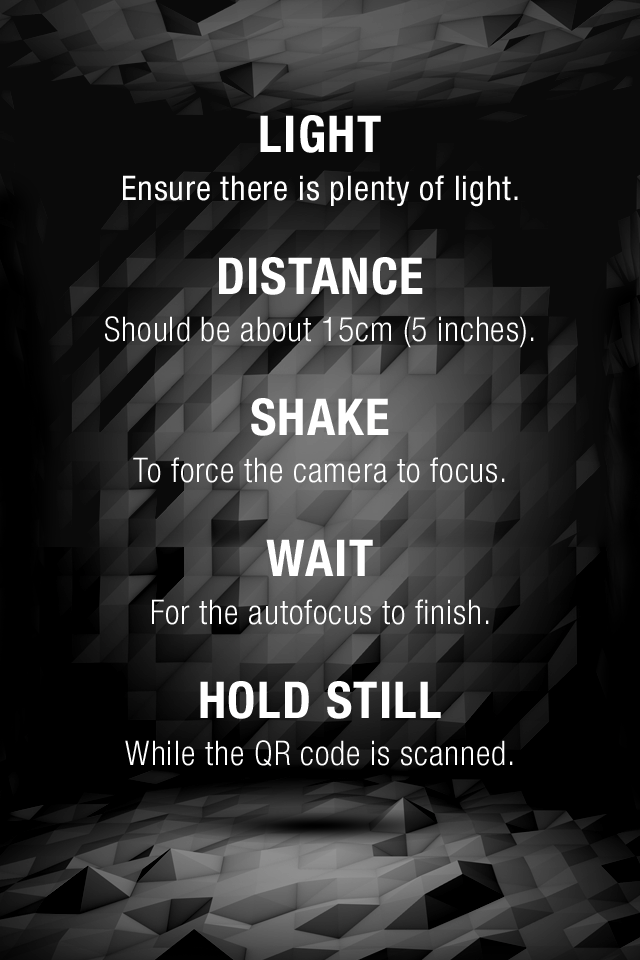 LIGHT
Ensure there is plenty of light.
DISTANCE
Should be about 15cm (5 inches).
SHAKE
To force the camera to focus.
WAIT
For the autofocus to finish.
HOLD STILL
While the QR code is scanned.